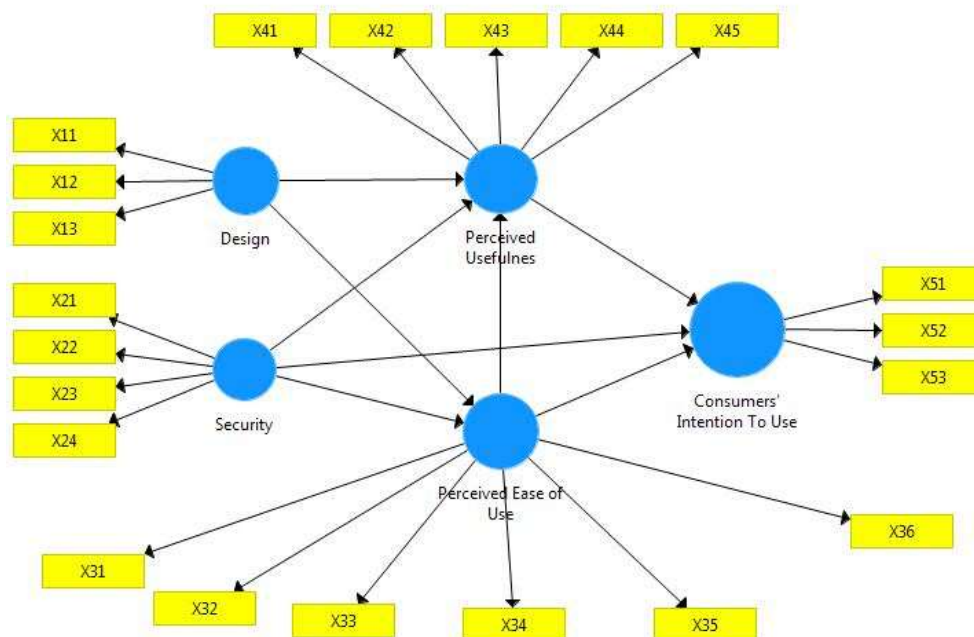 X41
X42
X43
X44
X45
X11
X12
X13
Design
Perceived
Usefulnes
X21
X22
X23
X24
Security
X51
X52
X53
Consumers'
Intention To Use
Perceived Ease of
Use
X31
X32
X33
X34
X35
X36